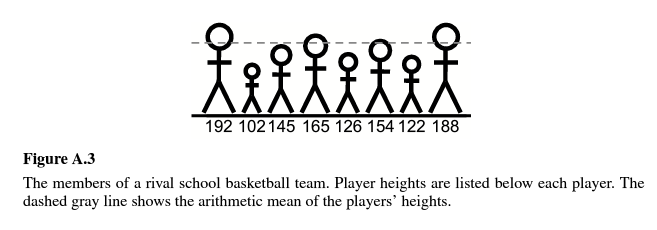 192 102 145 165 126 154 122 188
Figure A.3
The members of a rival school basketball team. Player heights are listed below each player. The
dashed gray line shows the arithmetic mean of the players’ heights.